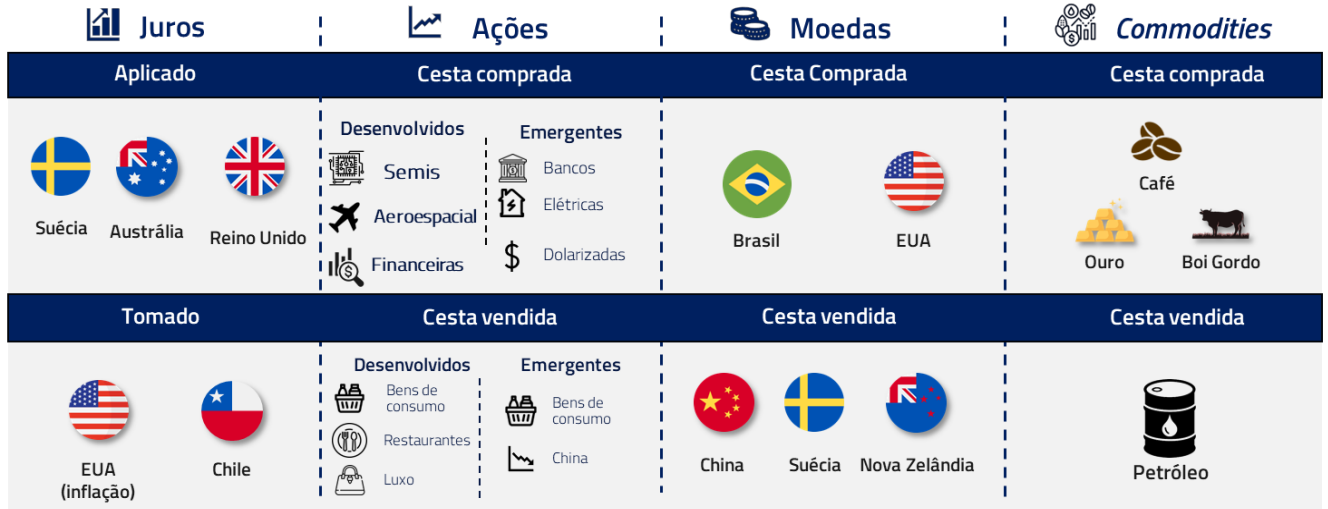 Juros
Ações
Moedas
Commodities
Aplicado
Cesta comprada
Cesta Comprada
Cesta comprada
Suécia
Austrália
Reino Unido
Desenvolvidos
Semis
Aeroespacial
Financeiras
Emergentes
Bancos
Elétricas
Dolarizadas
Brasil
EUA
Café
Ouro
Boi Gordo
Tomado
Cesta vendida
Cesta vendida
Cesta vendida
EUA
(inflação)
Chile
Desenvolvidos
Bens de
consumo
Restaurantes
Luxo
Emergentes
Bens de
consumo
China
China
Suécia
Nova Zelândia
Petróleo